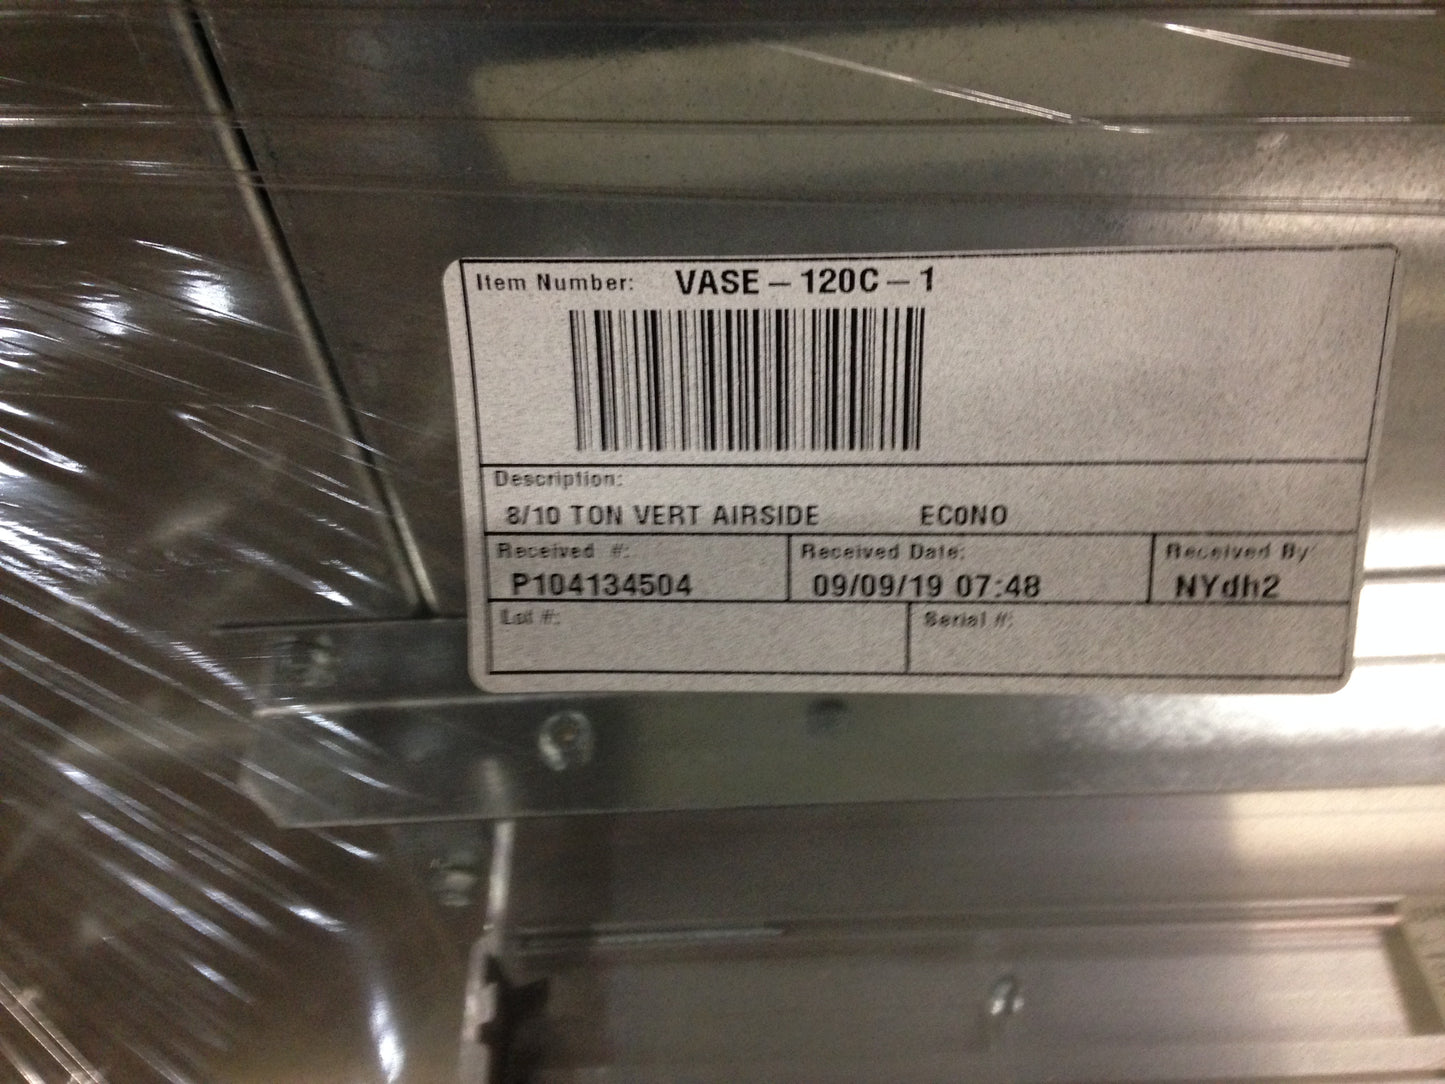 Item Number: VASE-120C-1
Description:
8/10 TON VERT AIRSIDE ECONO
Received #: Received Date: Received By:
P104134504 09/09/19 07:48 NYdh2
Lot #: Serial #: